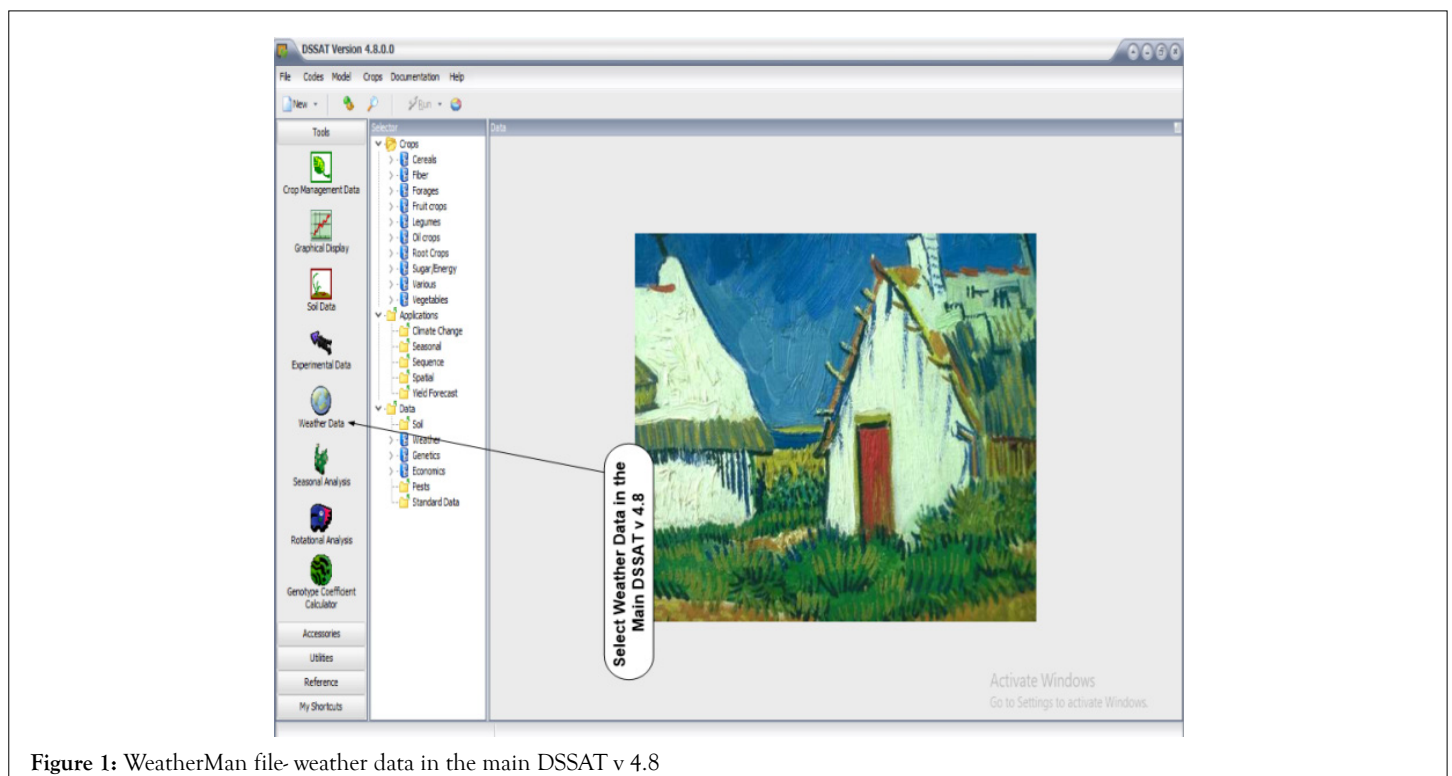 DSSAT Version 4.8.0.0
File Codes Model Crops Documentation Help
New Run
Tools
Crop Management Data
Graphical Display
Soil Data
Experimental Data
Weather Data
Seasonal Analysis
Rotational Analysis
Genotype Coefficient
Calculator
Accessories
Utilities
Reference
My Shortcuts
Selector
Crops
Cereals
Fiber
Forages
Fruit crops
Legumes
Oil crops
Root Crops
Sugar/Energy
Various
Vegetables
Applications
Climate Change
Seasonal
Sequence
Spatial
Yield Forecast
Data
Soil
Weather
Genetics
Economics
Pests
Standard Data
Data
Select Weather Data in the
Main DSSAT v 4.8
Activate Windows
Go to Settings to activate Windows.
Figure 1: WeatherMan file- weather data in the main DSSAT v 4.8